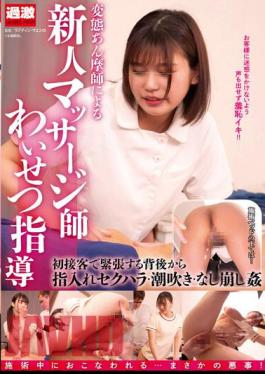 過激
お客様に迷惑をかけないよう
声も出せず羞恥イキ!!
変態あん摩師による
新人マッサージ師
わいせつ指導
初接客で緊張する背後から
指入れセクハラ・潮吹き・なし崩し姦
施術中におこなわれる…まさかの悪事！